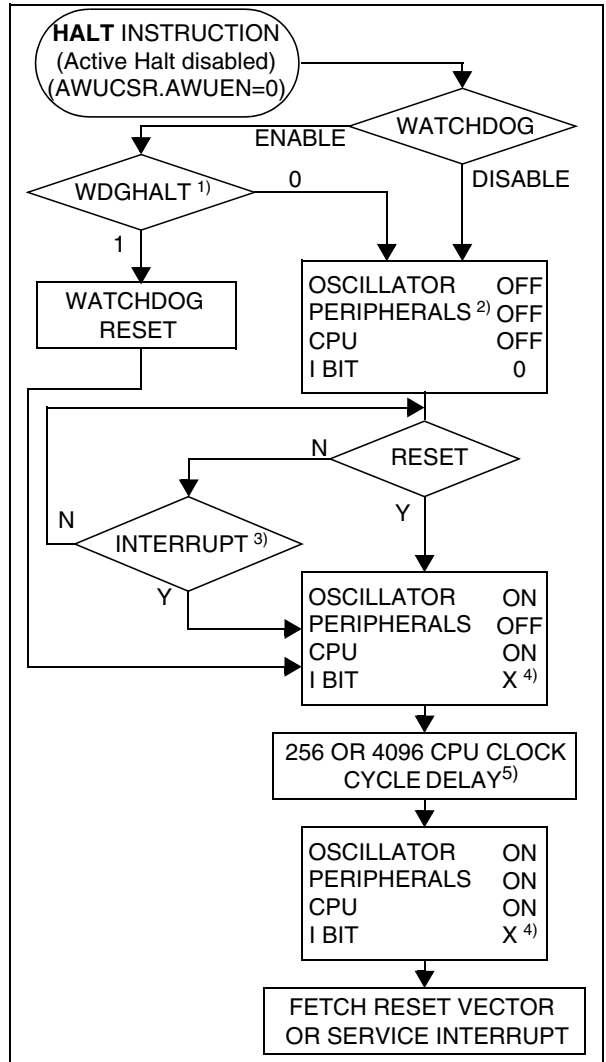 HALT INSTRUCTION
(Active Halt disabled)
(AWUCSR.AWUEN=0)
WATCHDOG
ENABLE
DISABLE
WDGHALT 1)
0
1
WATCHDOG
RESET
OSCILLATOR OFF
PERIPHERALS 2) OFF
CPU OFF
I BIT 0
RESET
N
Y
INTERRUPT 3)
N
Y
OSCILLATOR ON
PERIPHERALS OFF
CPU ON
I BIT X 4)
256 OR 4096 CPU CLOCK
CYCLE DELAY5)
OSCILLATOR ON
PERIPHERALS ON
CPU ON
I BIT X 4)
FETCH RESET VECTOR
OR SERVICE INTERRUPT